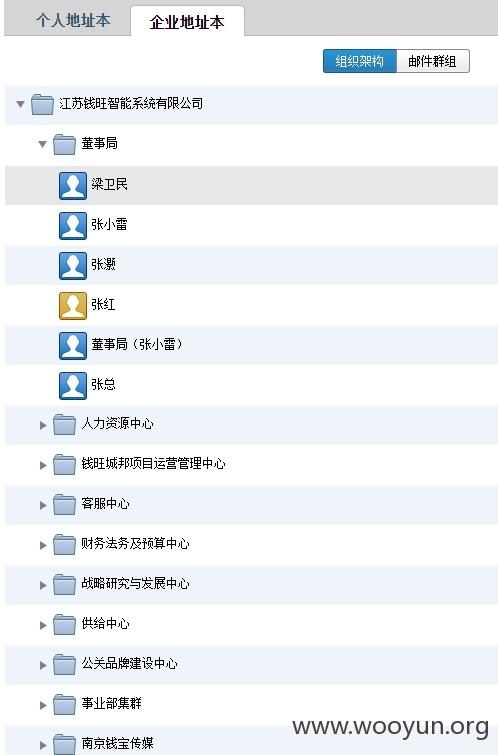 个人地址本 企业地址本
组织架构 邮件群组
江苏钱旺智能系统有限公司
董事局
梁卫民
张小雷
张灏
张红
董事局（张小雷）
张总
人力资源中心
钱旺城邦项目运营管理中心
客服中心
财务法务及预算中心
战略研究与发展中心
供给中心
公关品牌建设中心
事业部集群
南京钱宝传媒
www.wooyun.org